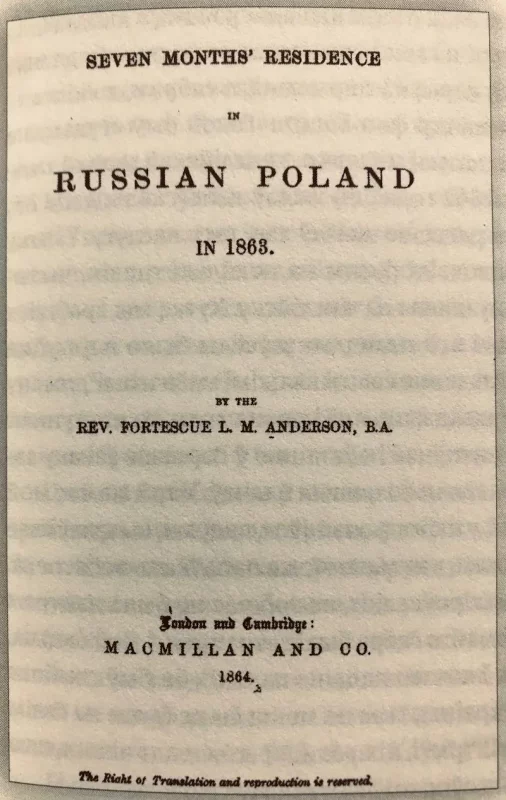 SEVEN MONTHS' RESIDENCE
IN
RUSSIAN POLAND
IN 1863.
BY THE
REV. FORTESCUE L. M. ANDERSON, B.A.
London and Cambridge:
MACMILLAN AND CO.
1864.
The Right of Translation and reproduction is reserved.